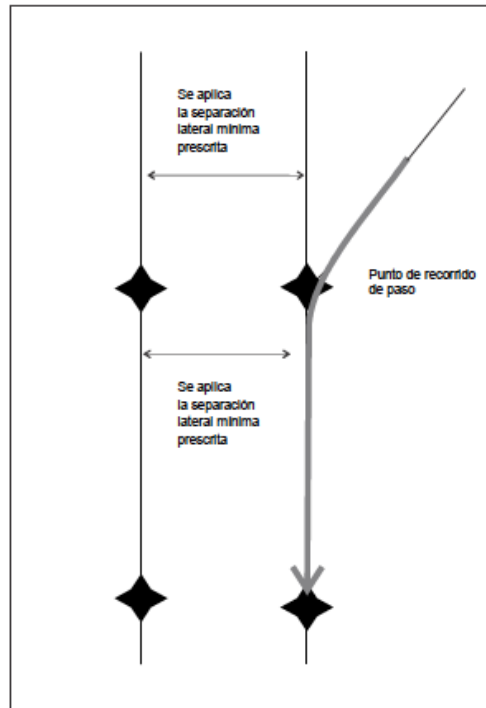 Se aplica
la separación
lateral mínima
prescrita
Punto de recorrido
de paso
Se aplica
la separación
lateral mínima
prescrita